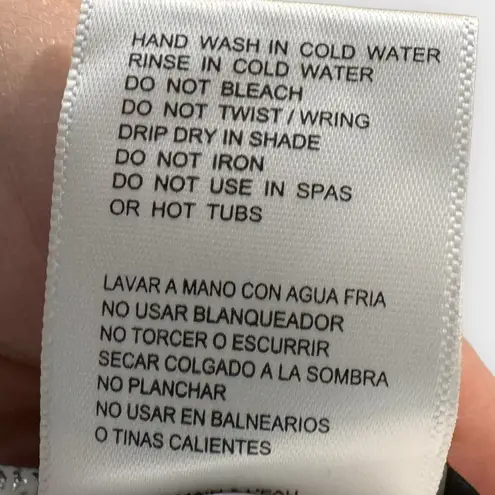 HAND WASH IN COLD WATER
RINSE IN COLD WATER
DO NOT BLEACH
DO NOT TWIST / WRING
DRIP DRY IN SHADE
DO NOT IRON
DO NOT USE IN SPAS
OR HOT TUBS
LAVAR A MANO CON AGUA FRIA
NO USAR BLANQUEADOR
NO TORCER O ESCURRIR
SECAR COLGADO A LA SOMBRA
NO PLANCHAR
NO USAR EN BALNEARIOS
O TINAS CALIENTES